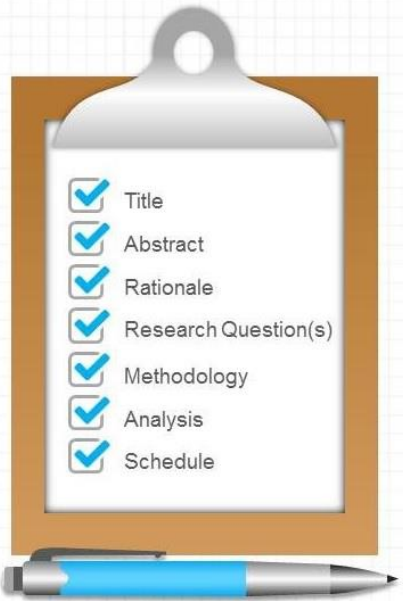 Title
Abstract
Rationale
Research Question(s)
Methodology
Analysis
Schedule